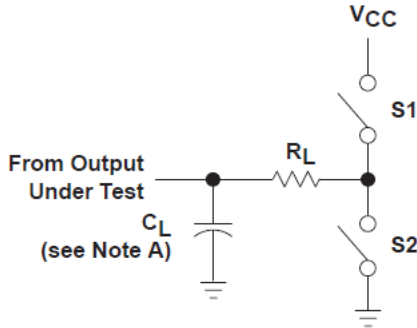 VCC
S1
RL
From Output
Under Test
CL
(see Note A)
S2